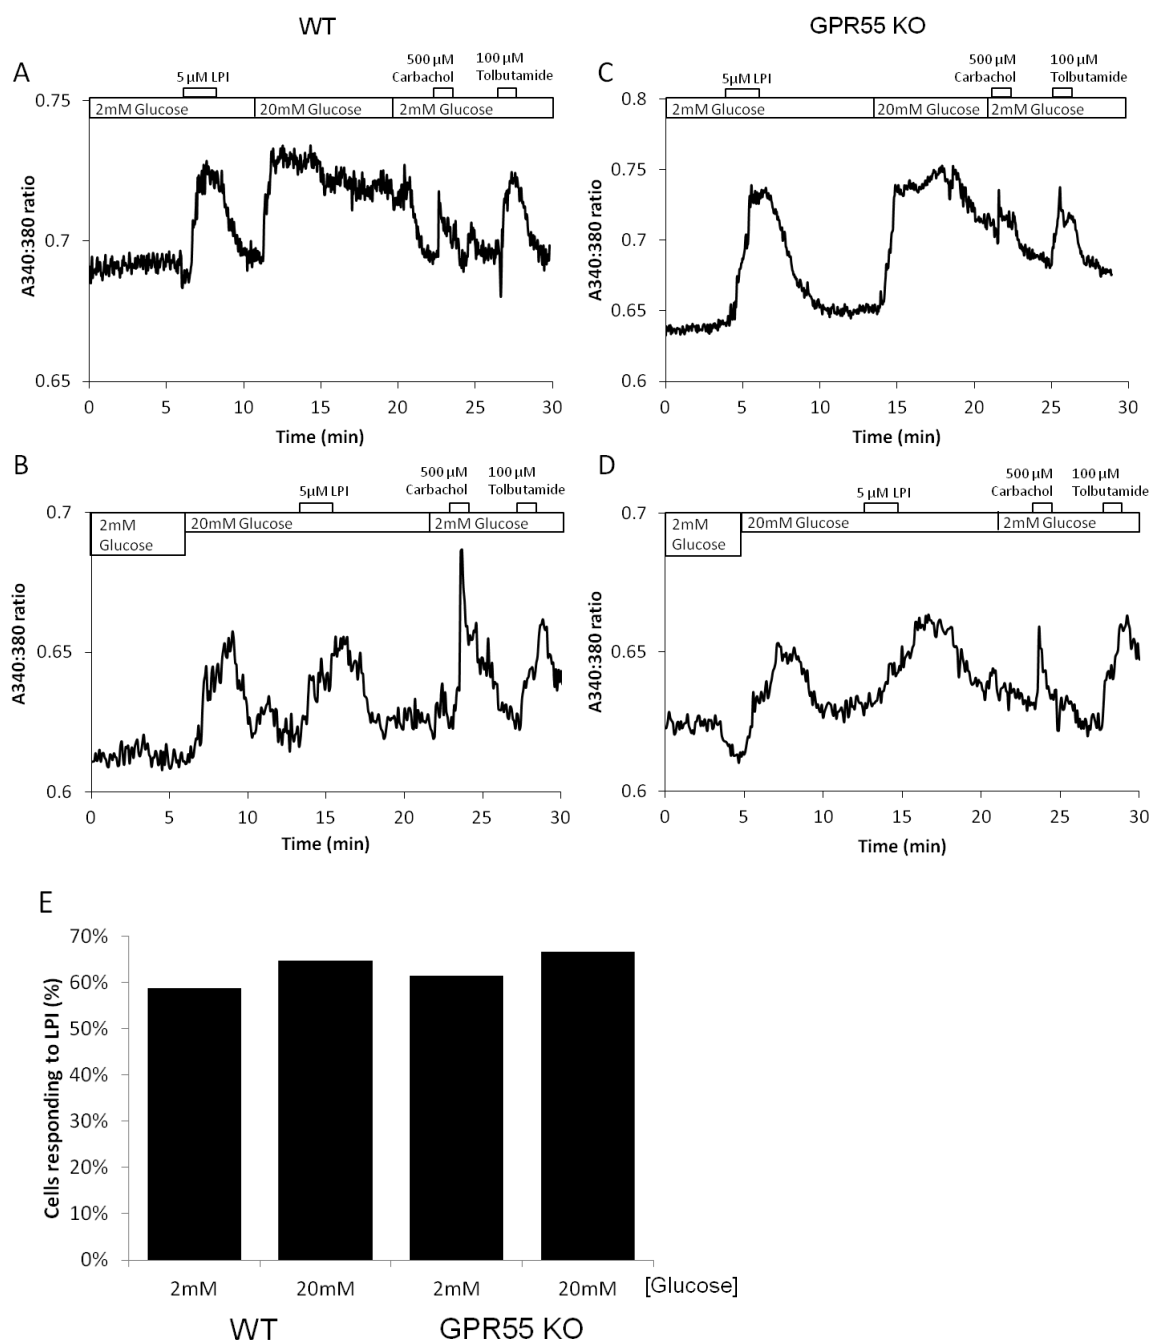 WT
GPR55 KO
A
5 µM LPI
500 µM
Carbachol
100 µM
Tolbutamide
2mM Glucose
20mM Glucose
2mM Glucose
0.75
0.7
0.65
A340:380 ratio
0 5 10 15 20 25 30
Time (min)
C
5µM LPI
500 µM
Carbachol
100 µM
Tolbutamide
2mM Glucose
20mM Glucose
2mM Glucose
0.8
0.75
0.7
0.65
0.6
A340:380 ratio
0 5 10 15 20 25 30
Time (min)
B
5µM LPI
500 µM
Carbachol
100 µM
Tolbutamide
2mM
Glucose
20mM Glucose
2mM Glucose
0.7
0.65
0.6
A340:380 ratio
0 5 10 15 20 25 30
Time (min)
D
5 µM LPI
500 µM
Carbachol
100 µM
Tolbutamide
2mM
Glucose
20mM Glucose
2mM Glucose
0.7
0.65
0.6
A340:380 ratio
0 5 10 15 20 25 30
Time (min)
E
70%
60%
50%
40%
30%
20%
10%
0%
Cells responding to LPI (%)
2mM 20mM 2mM 20mM [Glucose]
WT GPR55 KO